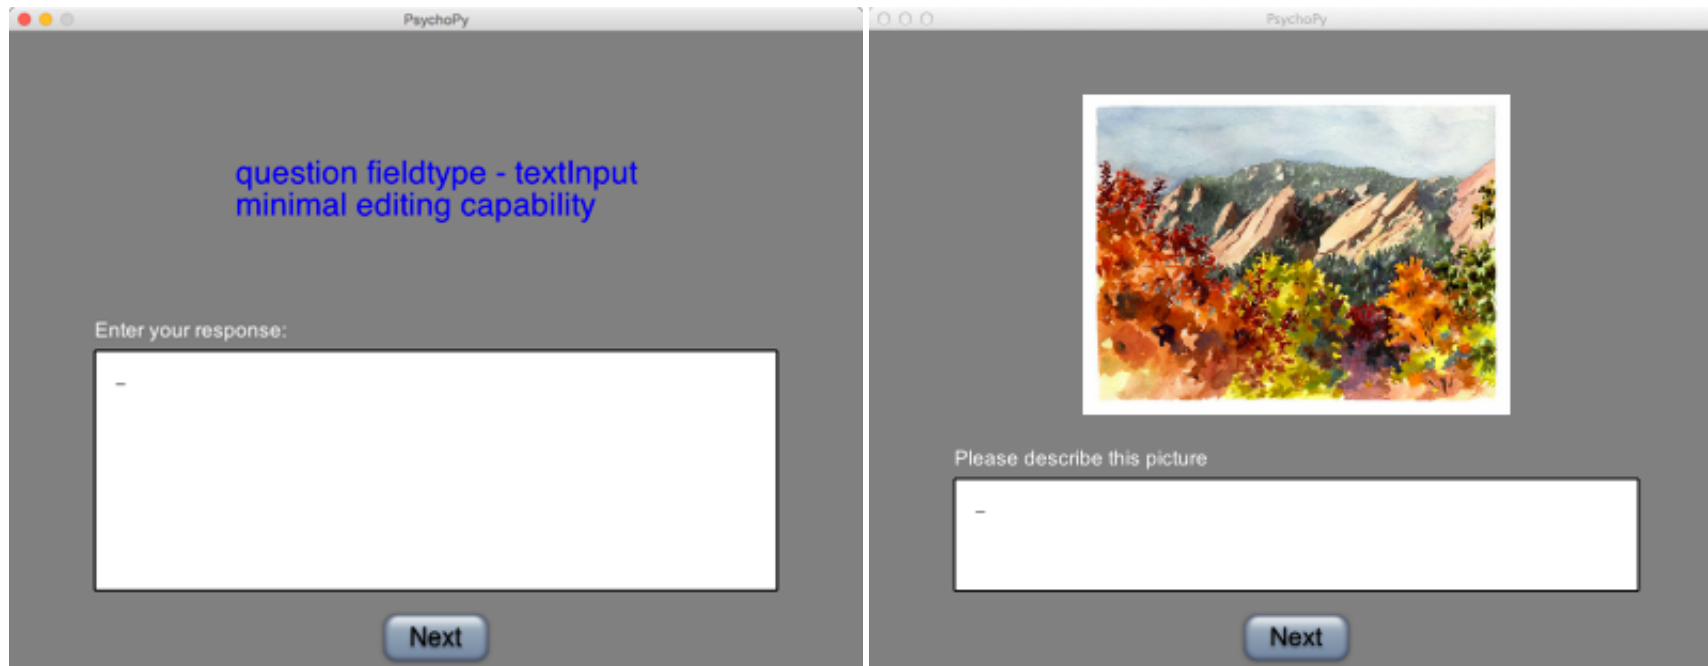 PsychoPy
question fieldtype - textInput
minimal editing capability
Enter your response:
_
Next
PsychoPy
Please describe this picture
_
Next